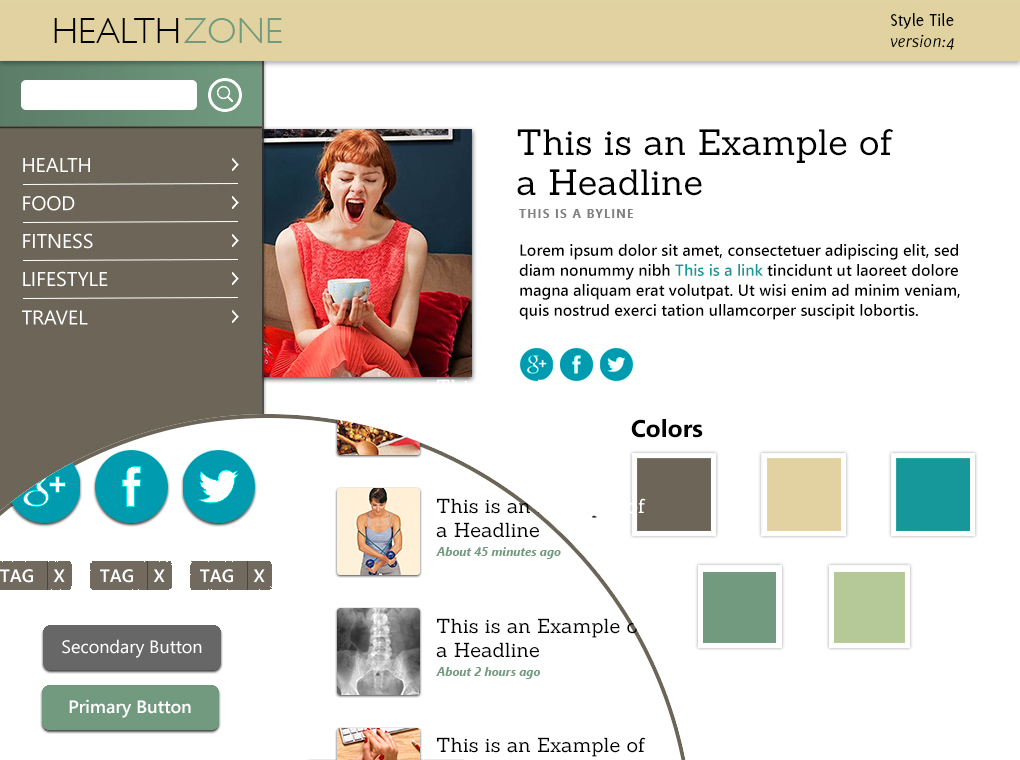 HEALTHZONE
Style Tile
version:4
HEALTH
FOOD
FITNESS
LIFESTYLE
TRAVEL
This is an Example of
a Headline
THIS IS A BYLINE
Lorem ipsum dolor sit amet, consectetuer adipiscing elit, sed
diam nonummy nibh This is a link tincidunt ut laoreet dolore
magna aliquam erat volutpat. Ut wisi enim ad minim veniam,
quis nostrud exerci tation ullamcorper suscipit lobortis.
g+ f
Colors
g+ f
TAG X TAG X TAG X
Secondary Button
Primary Button
This is an of
a Headline
About 45 minutes ago
This is an Example
a Headline
About 2 hours ago
This is an Example of